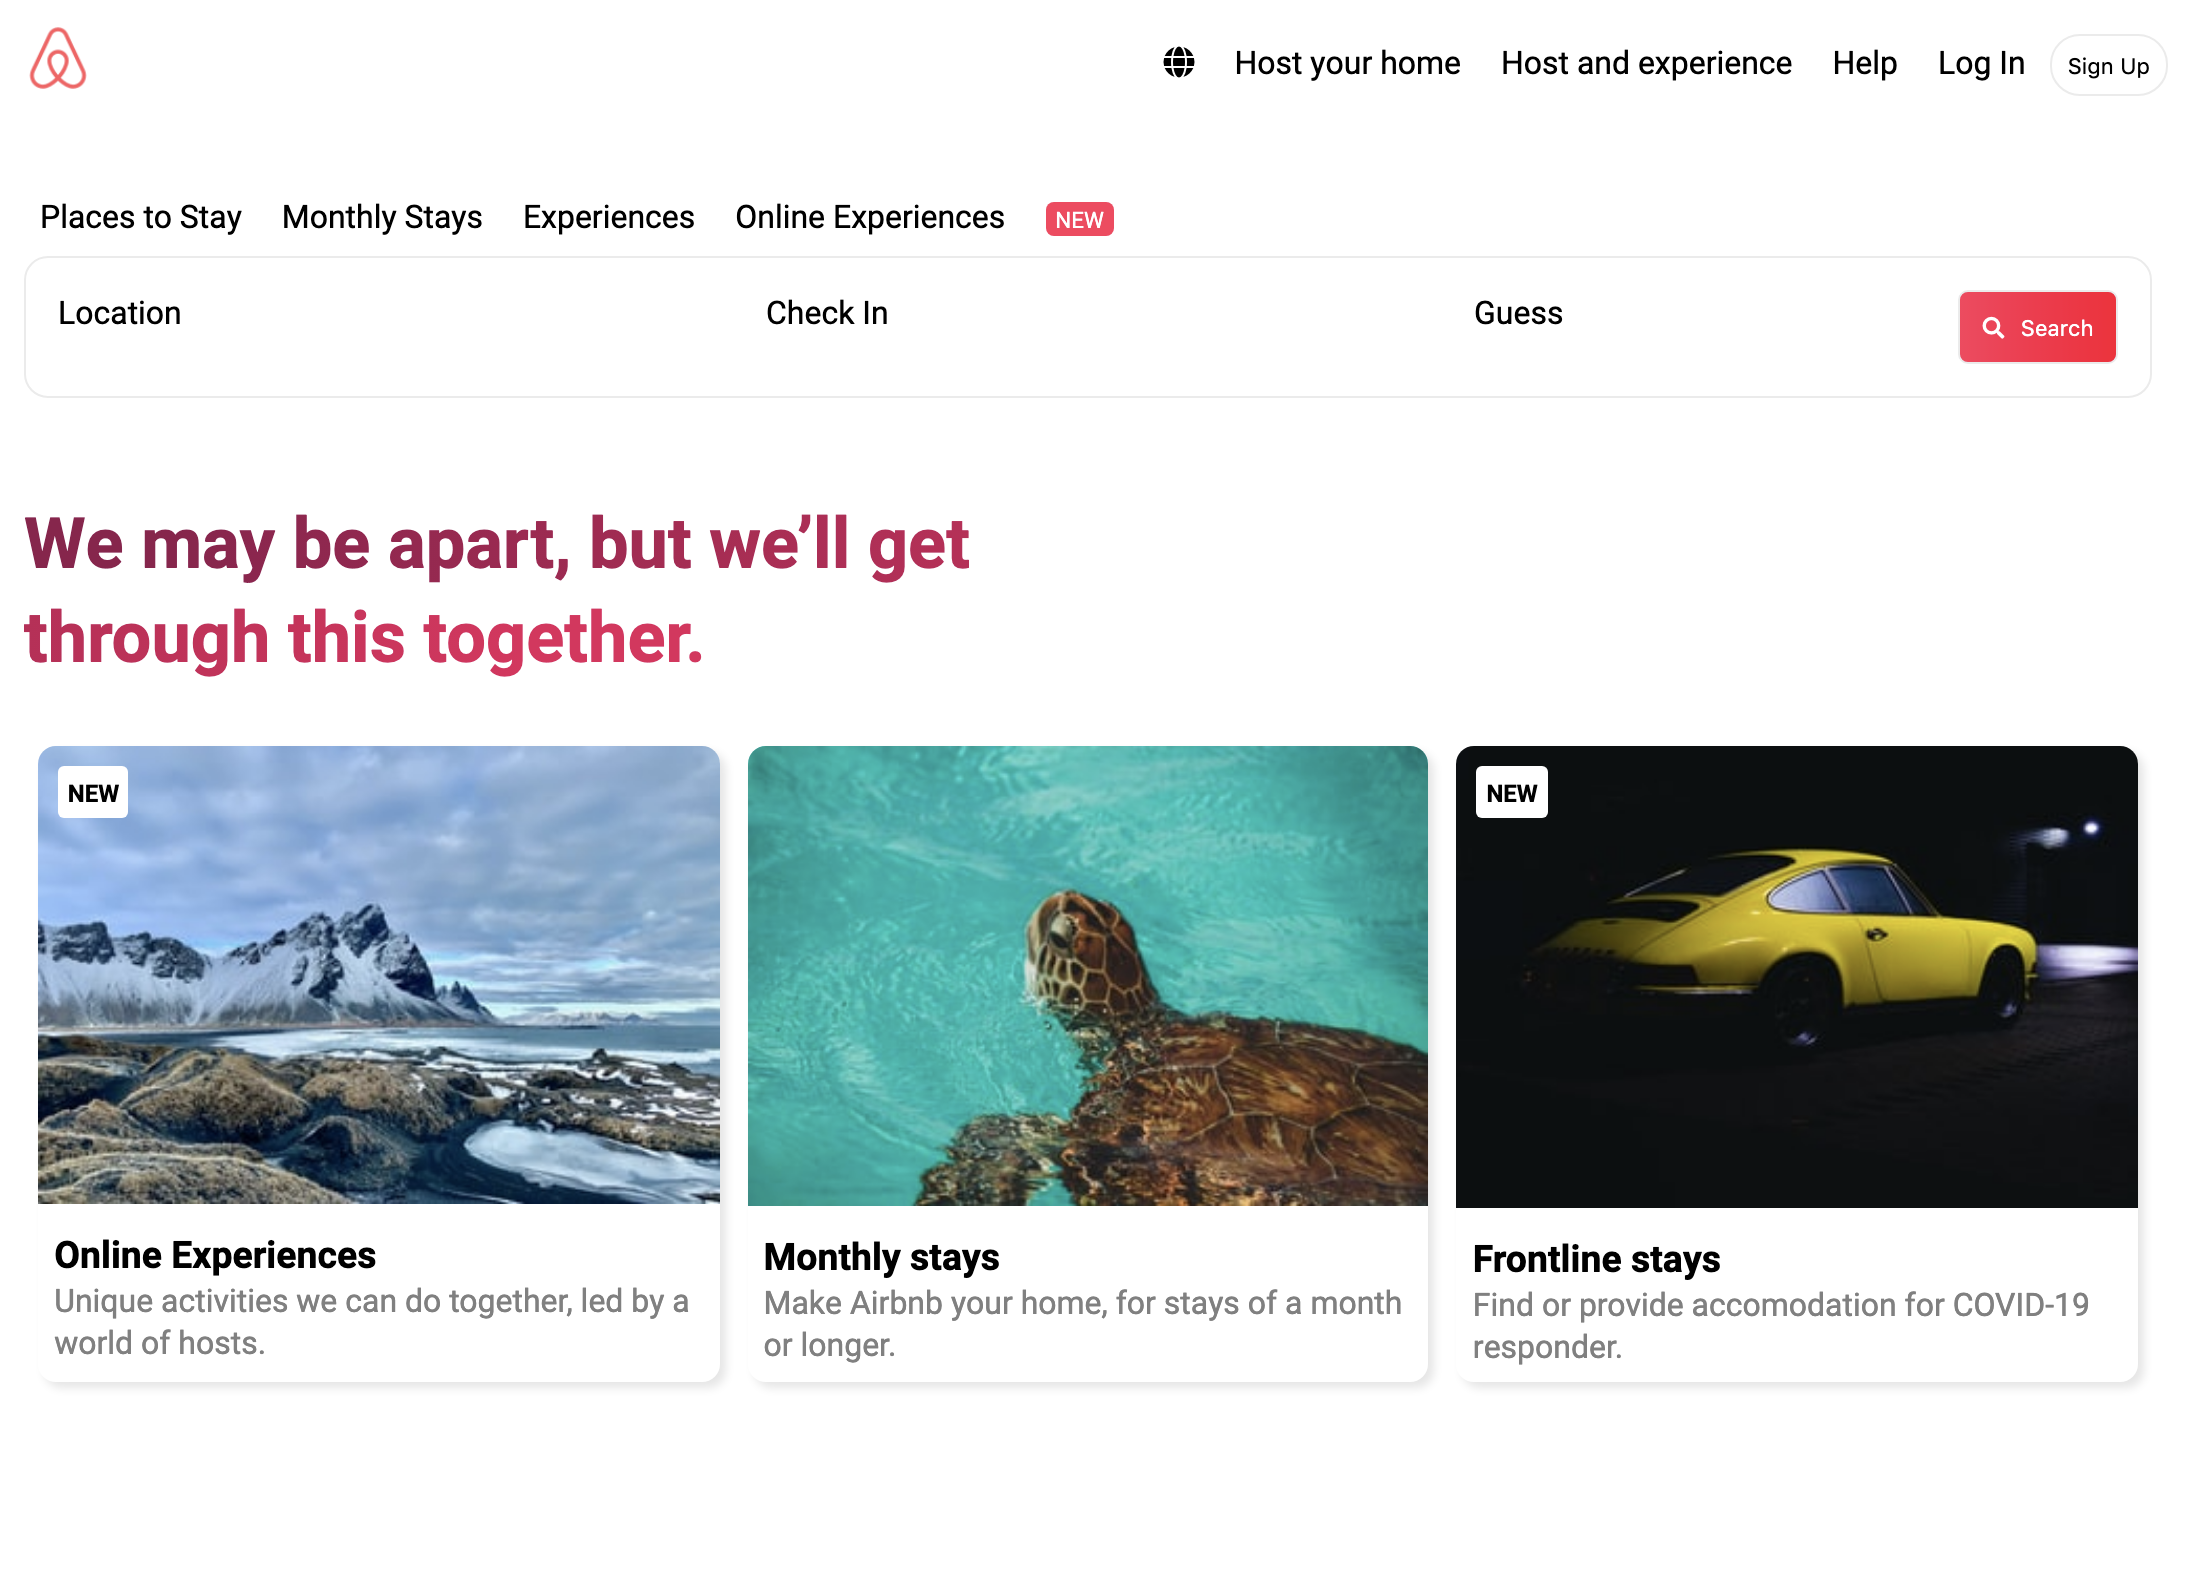 Host your home Host and experience Help Log In Sign Up
Places to Stay Monthly Stays Experiences Online Experiences NEW
Location Check In Guess Search
We may be apart, but we’ll get
through this together.
NEW
Online Experiences
Unique activities we can do together, led by a
world of hosts.
Monthly stays
Make Airbnb your home, for stays of a month
or longer.
NEW
Frontline stays
Find or provide accomodation for COVID-19
responder.